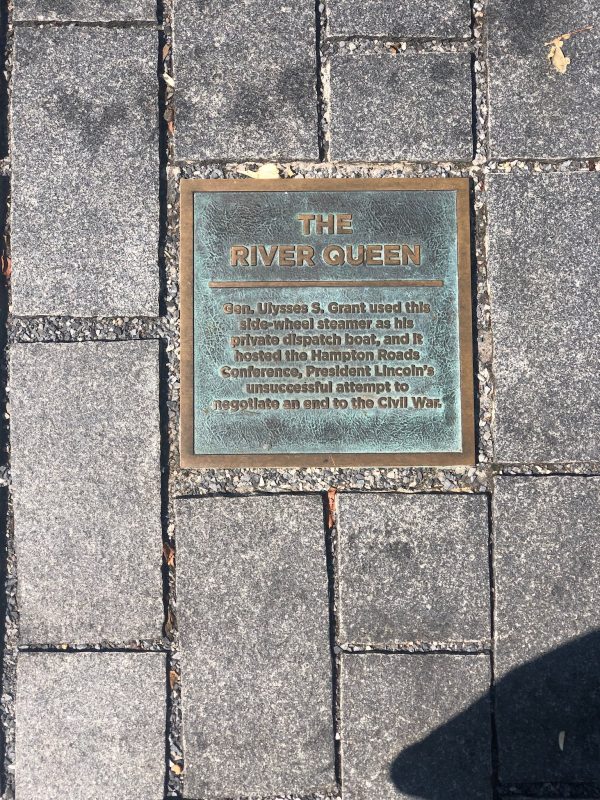 THE
RIVER QUEEN
Gen. Ulysses S. Grant used this
side-wheel steamer as his
private dispatch boat, and it
hosted the Hampton Roads
Conference, President Lincoln's
unsuccessful attempt to
negotiate an end to the Civil War.